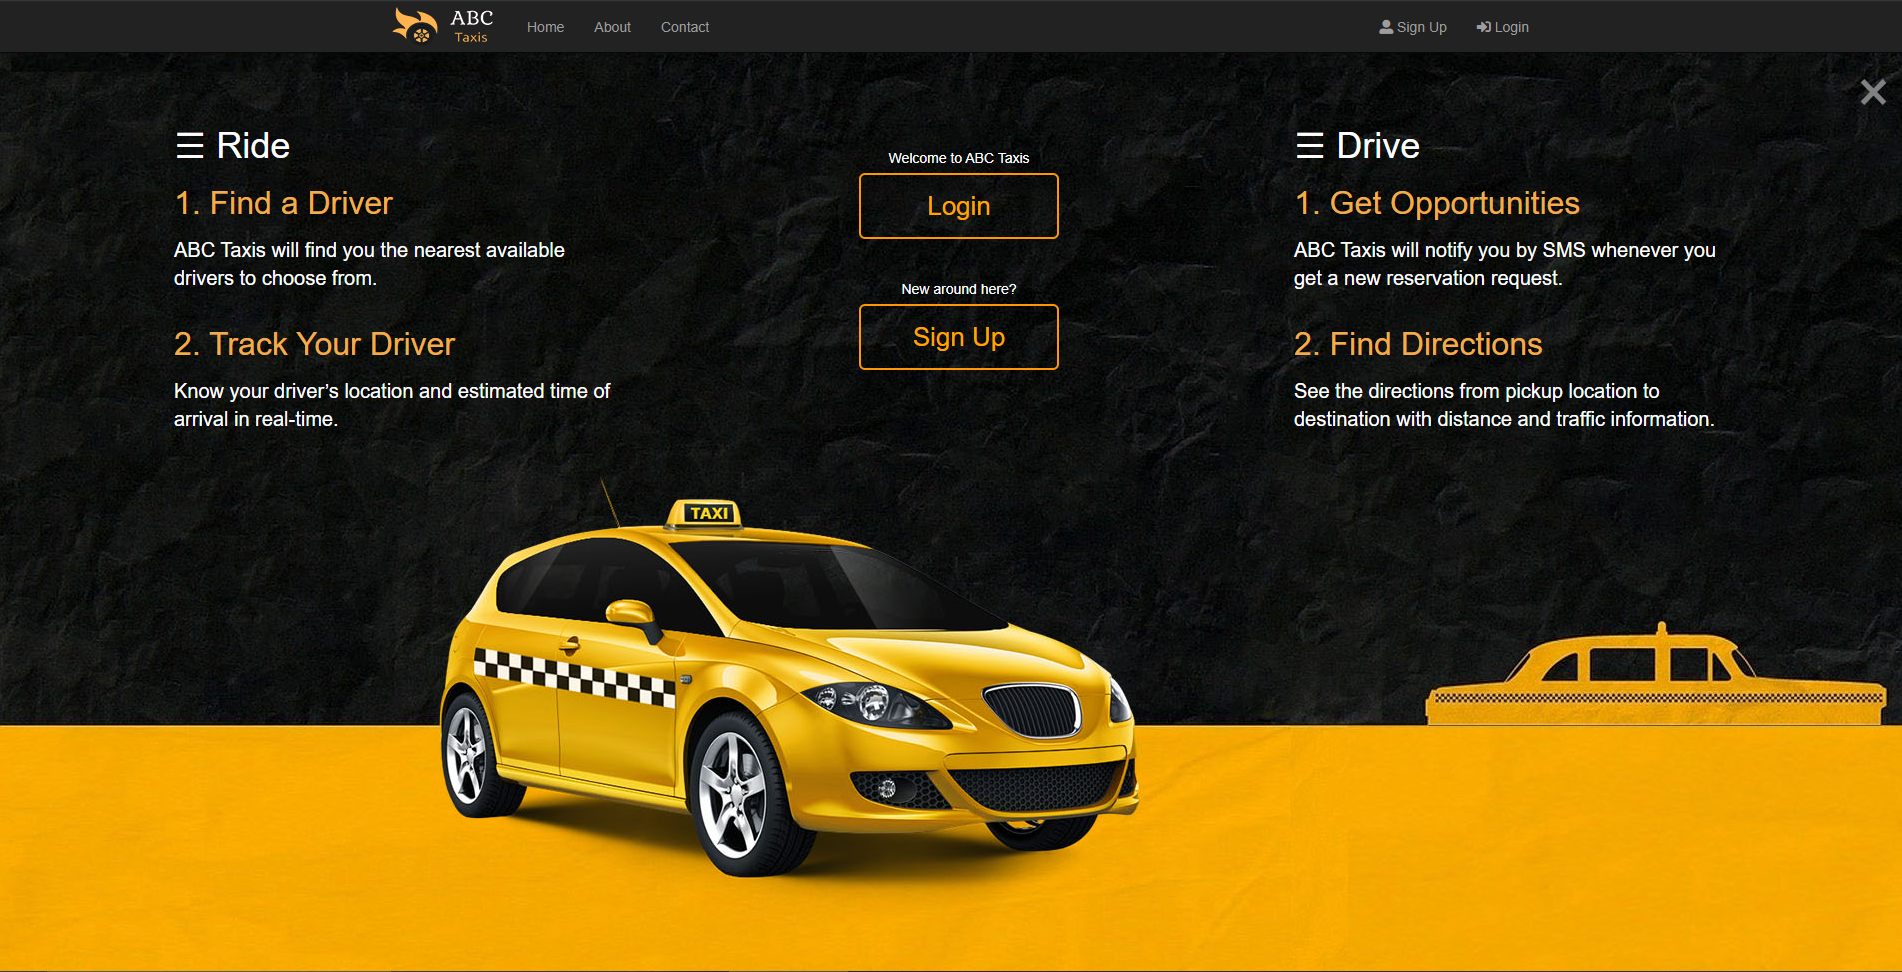 ABC
Taxis
Home
About
Contact
Sign Up
Login
Ride
1. Find a Driver
ABC Taxis will find you the nearest available
drivers to choose from.
2. Track Your Driver
Know your driver’s location and estimated time of
arrival in real-time.
Welcome to ABC Taxis
Login
New around here?
Sign Up
Drive
1. Get Opportunities
ABC Taxis will notify you by SMS whenever you
get a new reservation request.
2. Find Directions
See the directions from pickup location to
destination with distance and traffic information.
TAXI